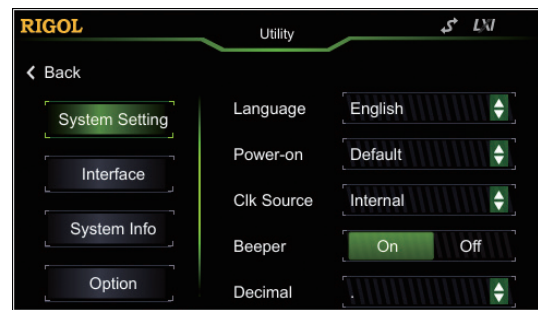 RIGOL
Utility
LXI
Back
System Setting
Interface
System Info
Option
Language English
Power-on Default
Clk Source Internal
Beeper On Off
Decimal .